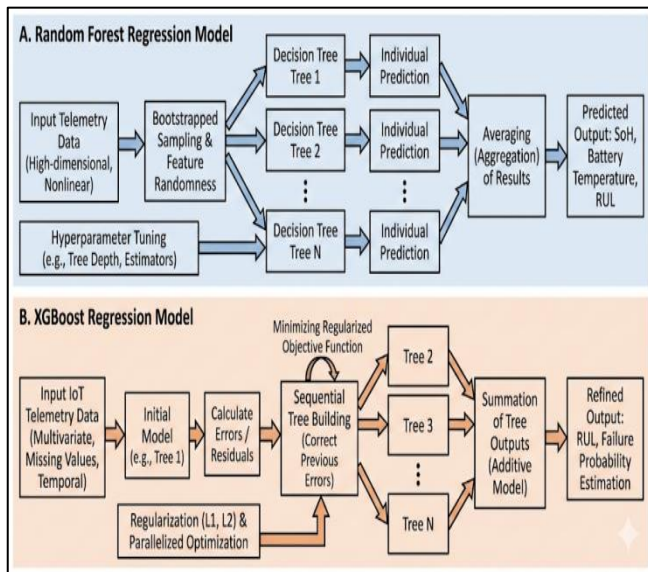 A. Random Forest Regression Model
Input Telemetry
Data
(High-dimensional,
Nonlinear)
Bootstrapped
Sampling &
Feature
Randomness
Decision Tree
Tree 1
Individual
Prediction
Decision Tree
Tree 2
Individual
Prediction
Decision Tree
Tree N
Individual
Prediction
Averaging
(Aggregation)
of Results
Predicted
Output: SoH,
Battery
Temperature,
RUL
Hyperparameter Tuning
(e.g., Tree Depth, Estimators)
B. XGBoost Regression Model
Input IoT
Telemetry Data
(Multivariate,
Missing Values,
Temporal)
Initial
Model
(e.g., Tree 1)
Calculate
Errors /
Residuals
Minimizing Regularized
Objective Function
Sequential
Tree Building
(Correct
Previous
Errors)
Tree 2
Tree 3
Tree N
Summation
of Tree
Outputs
(Additive
Model)
Refined
Output:
RUL, Failure
Probability
Estimation
Regularization (L1, L2) &
Parallelized Optimization